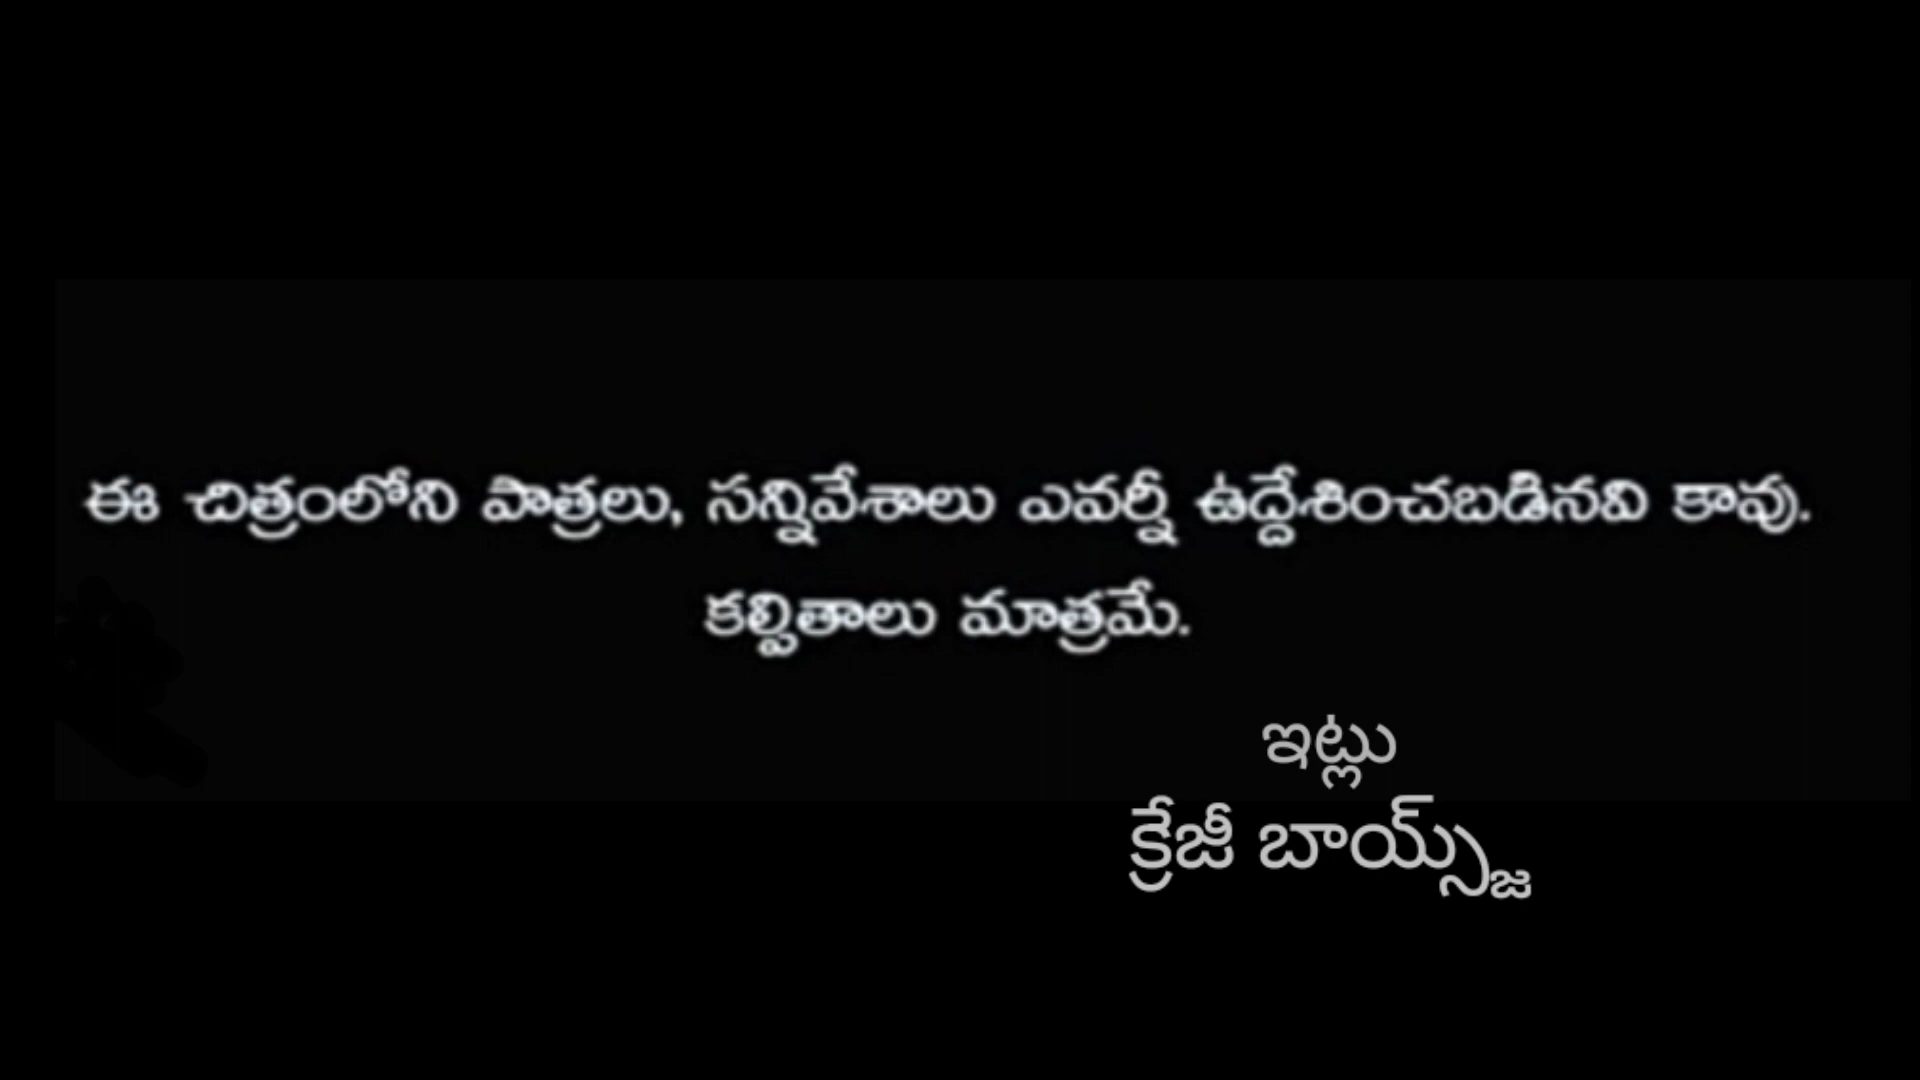 ఈ చిత్రంలోని పాత్రలు, సన్నివేశాలు ఎవర్నీ ఉద్దేశించబడినవి కావు.
కల్పితాలు మాత్రమే.
ఇట్లు
క్రేజీ బాయ్స్జ్